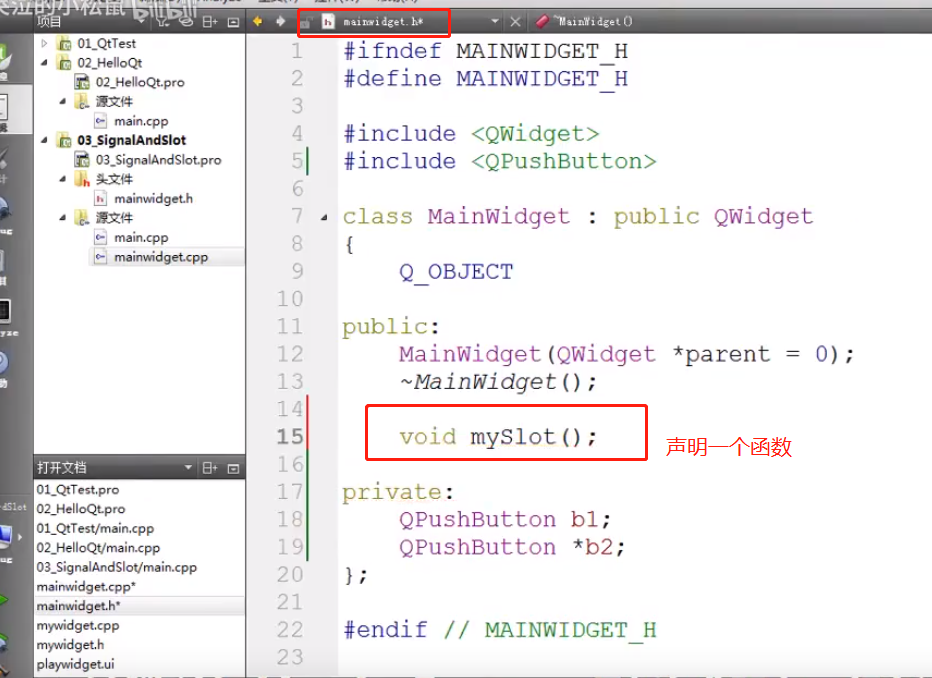 项目
mainwidget.h*
~MainWidget()
01_QtTest
02_HelloQt
02_HelloQt.pro
源文件
main.cpp
03_SignalAndSlot
03_SignalAndSlot.pro
头文件
mainwidget.h
源文件
main.cpp
mainwidget.cpp
打开文档
01_QtTest.pro
02_HelloQt.pro
01_QtTest/main.cpp
02_HelloQt/main.cpp
03_SignalAndSlot/main.cpp
mainwidget.cpp*
mainwidget.h*
mywidget.cpp
mywidget.h
playwidget.ui
1 #ifndef MAINWIDGET_H
2 #define MAINWIDGET_H
3
4 #include <QWidget>
5 #include <QPushButton>
6
7 class MainWidget : public QWidget
8 {
9 Q_OBJECT
10
11 public:
12 MainWidget(QWidget *parent = 0);
13 ~MainWidget();
14
15 void mySlot();
声明一个函数
16
17 private:
18 QPushButton b1;
19 QPushButton *b2;
20 };
21
22 #endif // MAINWIDGET_H
23